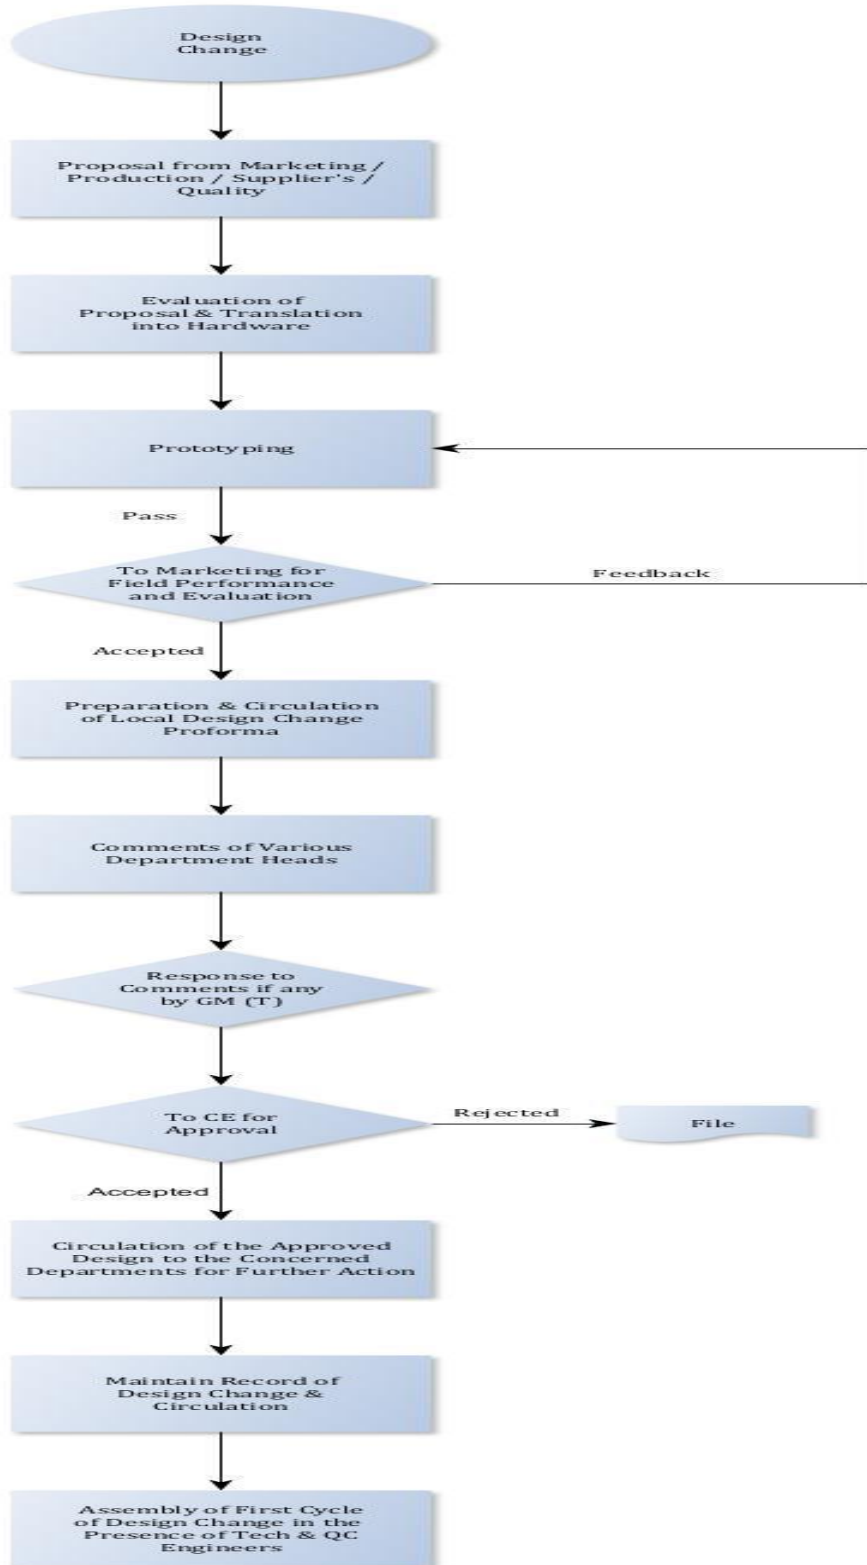 Design
Change
Proposal from Marketing /
Production / Supplier's /
Quality
Evaluation of
Proposal & Translation
into Hardware
Prototyping
Pass
To Marketing for
Field Performance
and Evaluation
Feedback
Accepted
Preparation & Circulation
of Local Design Change
Proforma
Comments of Various
Department Heads
Response to
Comments if any
by GM (T)
To CE for
Approval
Rejected
File
Accepted
Circulation of the Approved
Design to the Concerned
Departments for Further Action
Maintain Record of
Design Change &
Circulation
Assembly of First Cycle
of Design Change in the
Presence of Tech & QC
Engineers